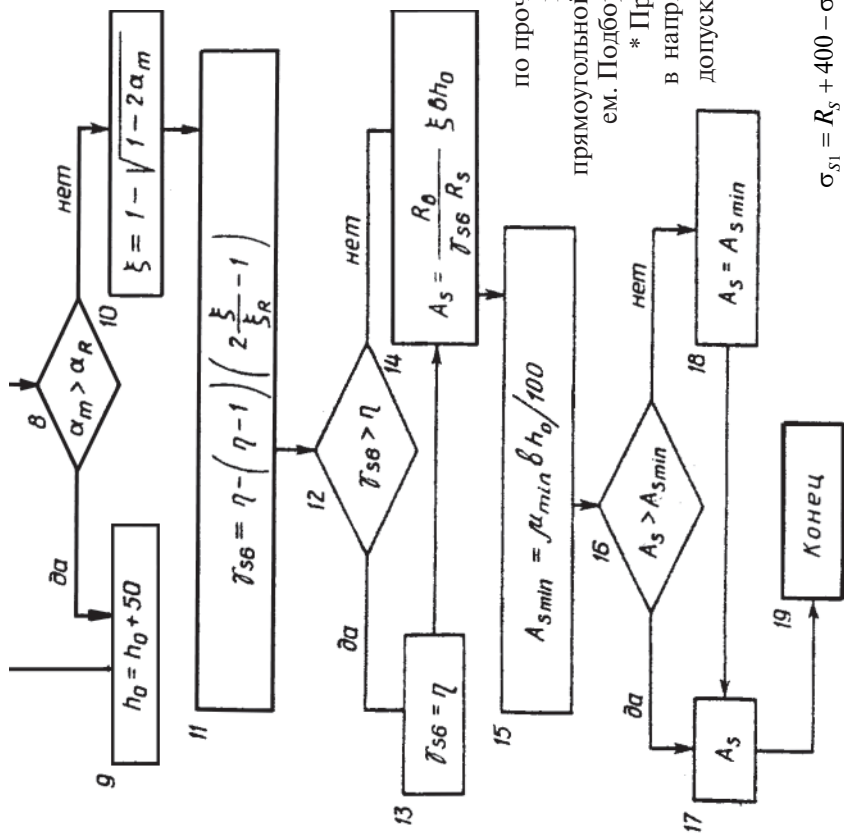 8
α_m > α_R
да
нет
9
h_0 = h_0 + 50
10
ξ = 1 − √(1 − 2α_m)
11
γ_s6 = η − (η − 1)(2 ξ/ξ_R − 1)
12
γ_s6 > η
да
нет
13
γ_s6 = η
14
A_s = R_в / (γ_s6 R_s) ξ в h_0
15
A_s min = μ_min в h_0 / 100
16
A_s > A_s min
да
нет
17
A_s
18
A_s = A_s min
19
Конец
по проч
прямоугольной
ем. Подбор
* Пр
в напря
допуск
σ_S1 = R_S + 400 − σ